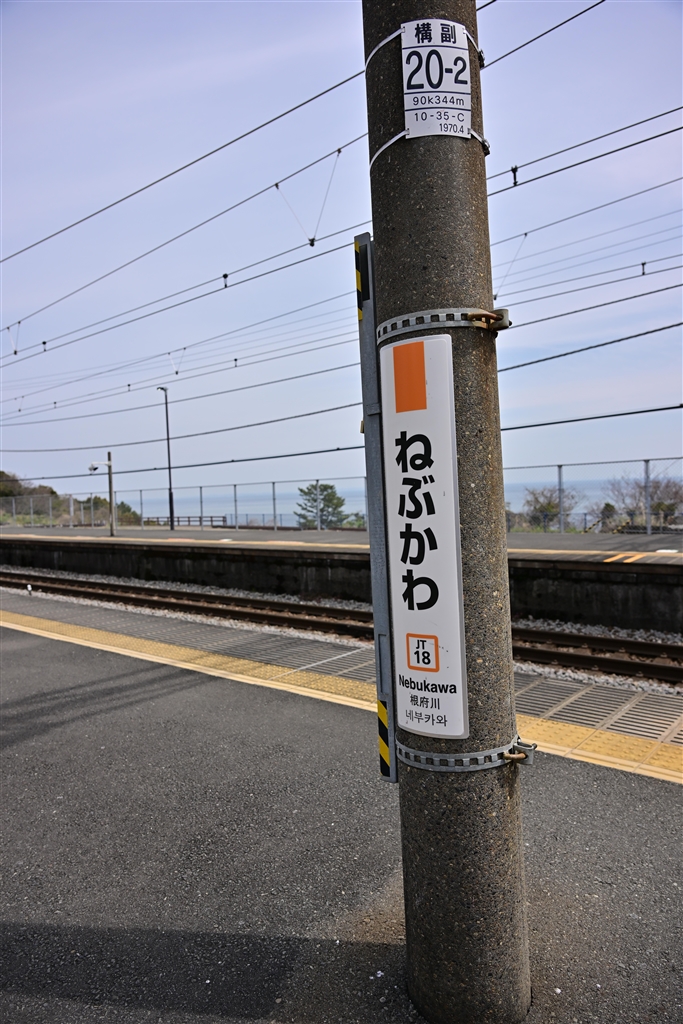 構副
20-2
90k344m
10-35-C
1970.4
ねぶかわ
JT
18
Nebukawa
根府川
네부카와